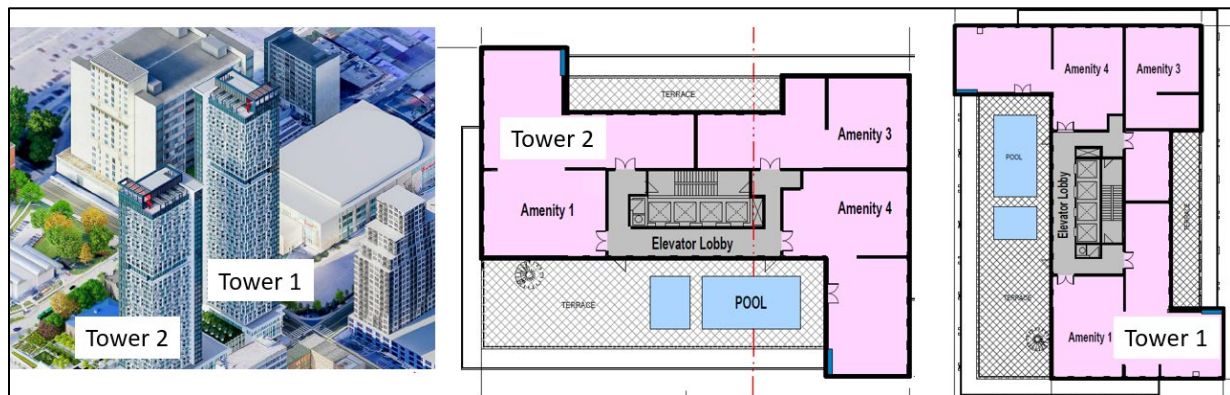 Tower 1
Tower 2
TERRACE
Tower 2
Amenity 3
Amenity 1
Amenity 4
Elevator Lobby
TERRACE
POOL
Amenity 4
Amenity 3
POOL
Elevator Lobby
TERRACE
TERRACE
Amenity 1
Tower 1